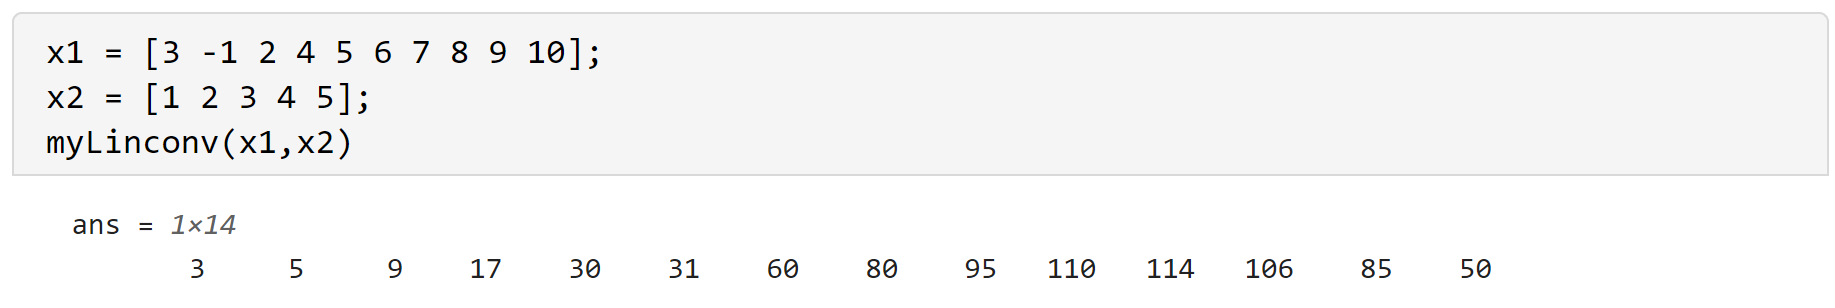 x1 = [3 -1 2 4 5 6 7 8 9 10];
x2 = [1 2 3 4 5];
myLinconv(x1,x2)
ans = 1×14
3 5 9 17 30 31 60 80 95 110 114 106 85 50